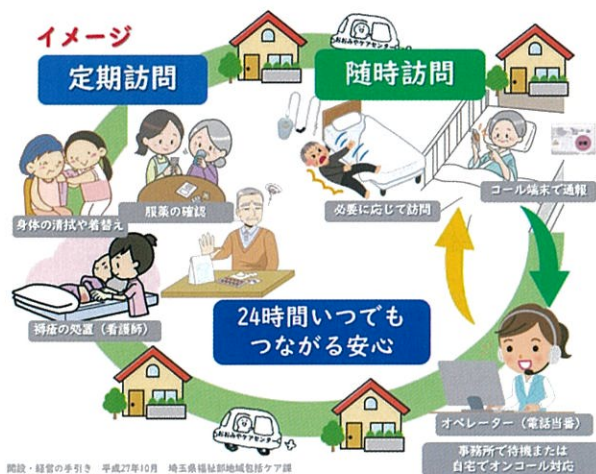 イメージ
定期訪問
随時訪問
おおみやケアセンター
身体の清拭や着替え
服薬の確認
必要に応じて訪問
コール端末で通報
褥瘡の処置（看護師）
24時間いつでも
つながる安心
オペレーター（電話当番）
事務所で待機または
自宅でオンコール対応
おおみやケアセンター
開設・経営の手引き　平成27年10月　埼玉県福祉部地域包括ケア課